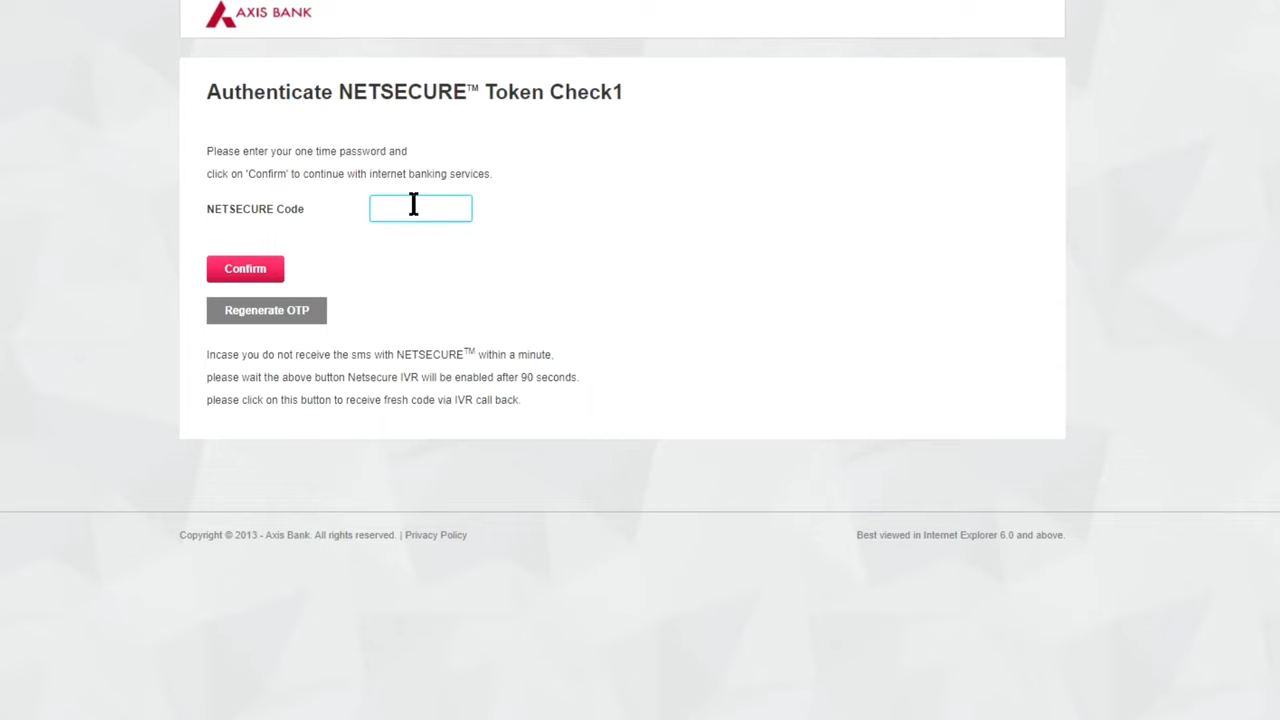 AXIS BANK
Authenticate NETSECURE™ Token Check1
Please enter your one time password and
click on 'Confirm' to continue with internet banking services.
NETSECURE Code
Confirm
Regenerate OTP
Incase you do not receive the sms with NETSECURE™ within a minute,
please wait the above button Netsecure IVR will be enabled after 90 seconds.
please click on this button to receive fresh code via IVR call back.
Copyright © 2013 - Axis Bank. All rights reserved. | Privacy Policy
Best viewed in Internet Explorer 6.0 and above.